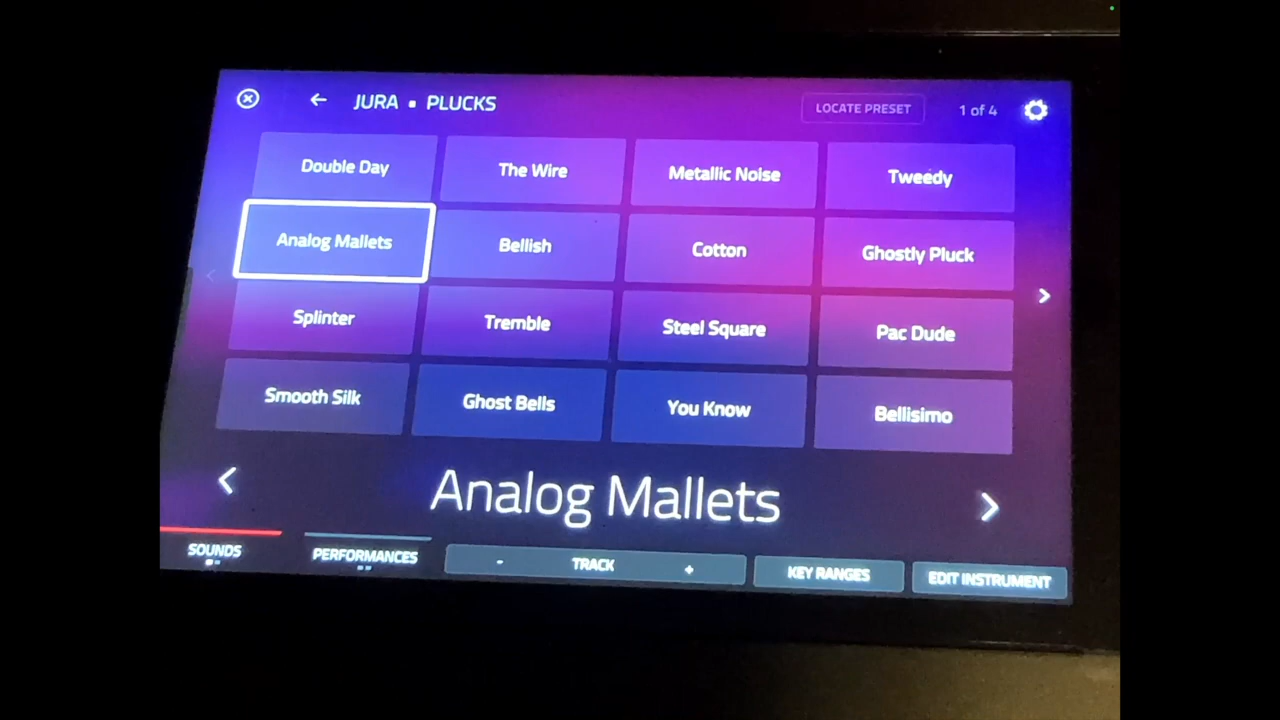 JURA ▪ PLUCKS LOCATE PRESET 1 of 4
Double Day The Wire Metallic Noise Tweedy
Analog Mallets Bellish Cotton Ghostly Pluck
Splinter Tremble Steel Square Pac Dude
Smooth Silk Ghost Bells You Know Bellisimo
Analog Mallets
SOUNDS PERFORMANCES - TRACK + KEY RANGES EDIT INSTRUMENT